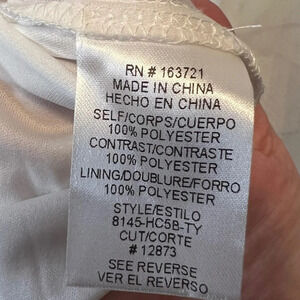 RN # 163721
MADE IN CHINA
HECHO EN CHINA
SELF/CORPS/CUERPO
100% POLYESTER
CONTRAST/CONTRASTE
100% POLYESTER
LINING/DOUBLURE/FORRO
100% POLYESTER
STYLE/ESTILO
8145-HC5B-TY
CUT/CORTE
# 12873
SEE REVERSE
VER EL REVERSO